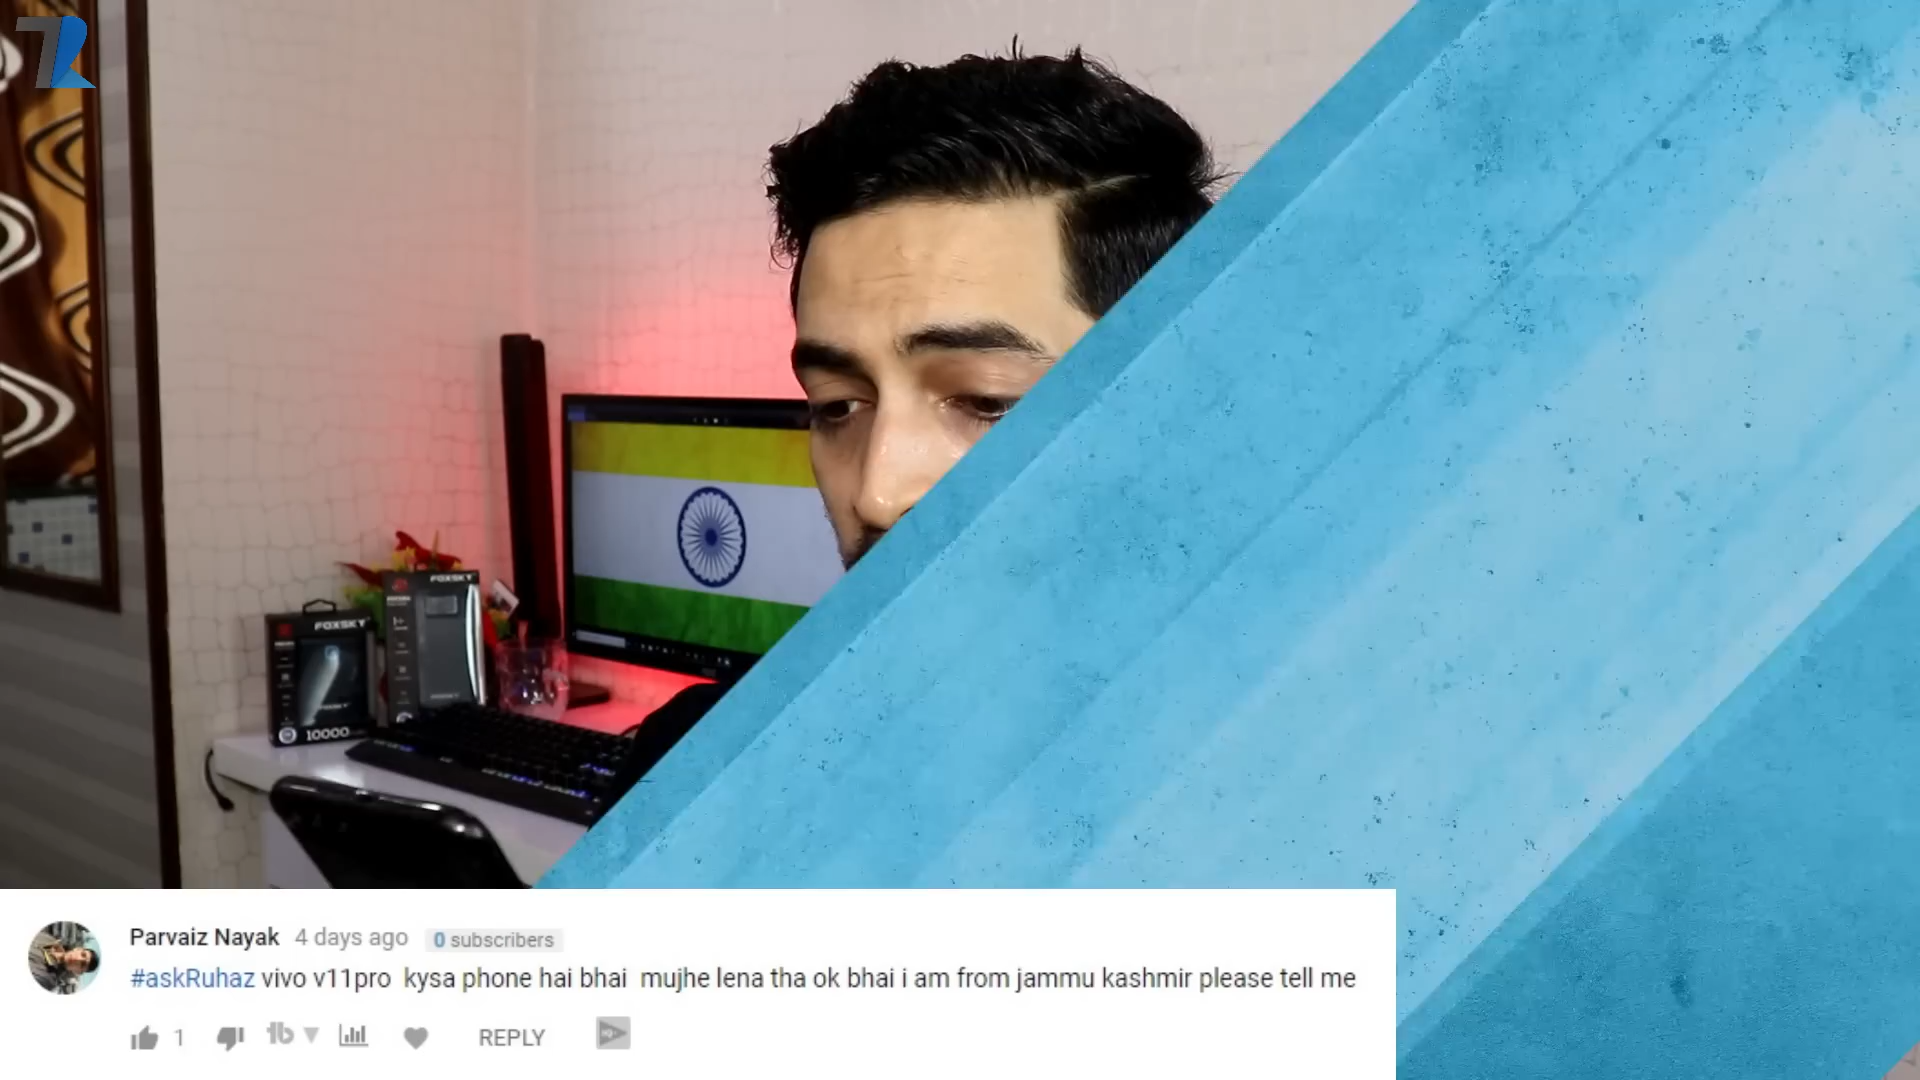 FOXSKY
FOXSKY
FOXSKY
10000
Parvaiz Nayak 4 days ago 0 subscribers
#askRuhaz vivo v11pro kysa phone hai bhai mujhe lena tha ok bhai i am from jammu kashmir please tell me
1 REPLY